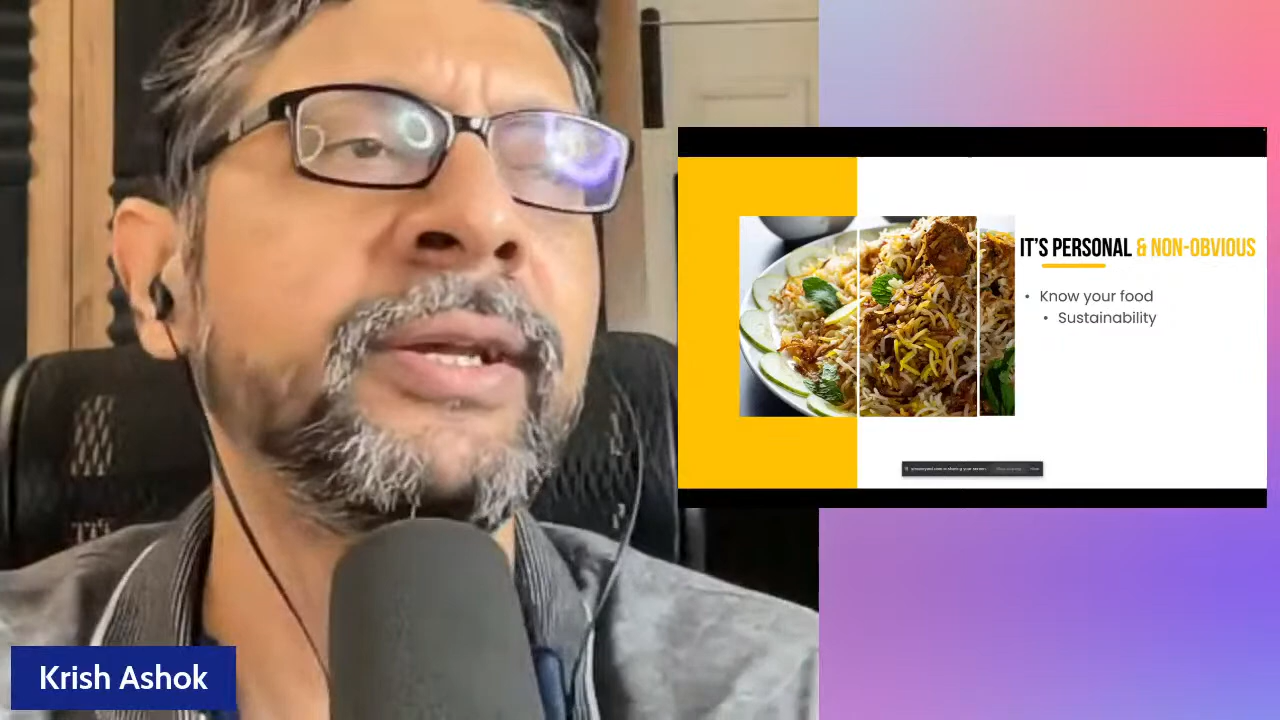 IT'S PERSONAL & NON-OBVIOUS
• Know your food
• Sustainability
Krish Ashok